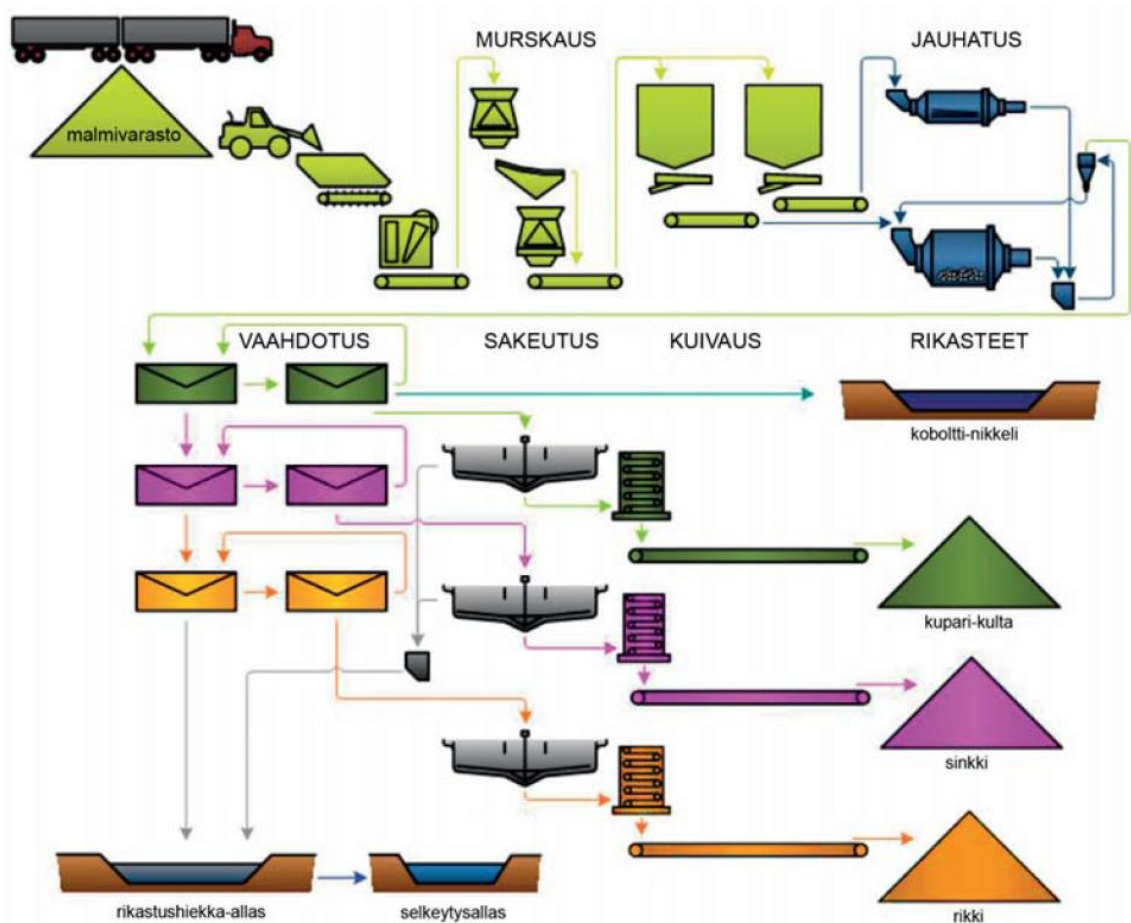 MURSKAUS
JAUHATUS
malmivarasto
VAAHDOTUS
SAKEUTUS
KUIVAUS
RIKASTEET
koboltti-nikkeli
kupari-kulta
sinkki
rikki
rikastushiekka-allas
selkeytysallas